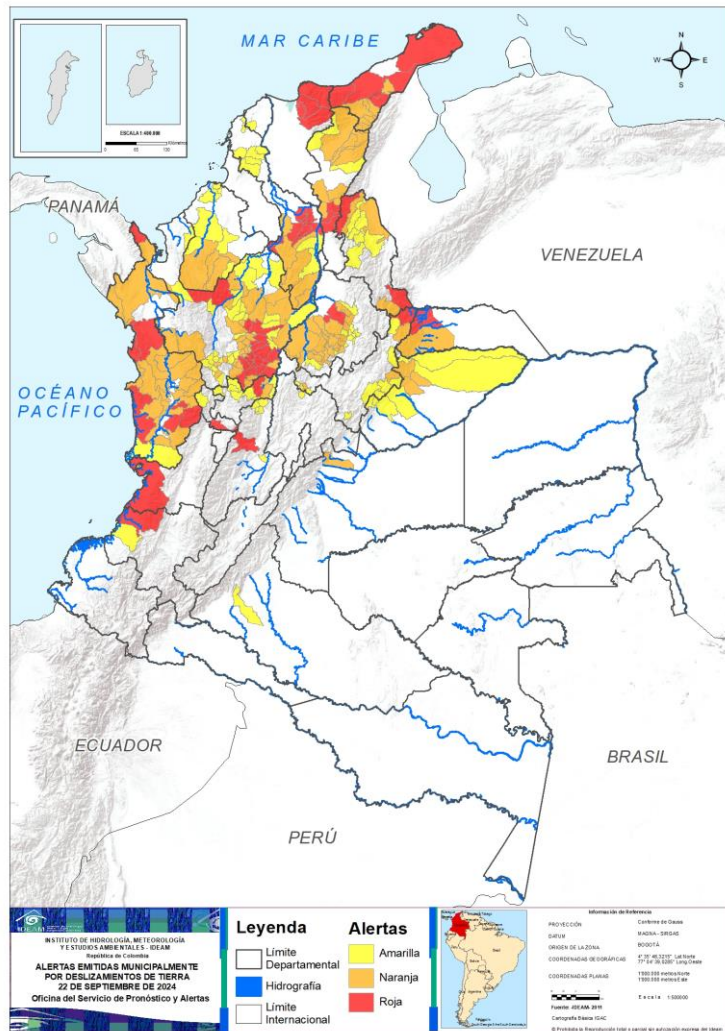 MAR CARIBE
N
W
E
S
ESCALA 1:400,000
PANAMÁ
VENEZUELA
OCÉANO
PACÍFICO
ECUADOR
BRASIL
PERÚ
IDEAM
INSTITUTO DE HIDROLOGÍA, METEOROLOGÍA
Y ESTUDIOS AMBIENTALES - IDEAM
República de Colombia
ALERTAS EMITIDAS MUNICIPALMENTE
POR DESLIZAMIENTOS DE TIERRA
22 DE SEPTIEMBRE DE 2024
Oficina del Servicio de Pronóstico y Alertas
Leyenda
Límite
Departamental
Hidrografía
Límite
Internacional
Alertas
Amarilla
Naranja
Roja
Información de Referencia
PROYECCIÓN
Conforme de Gauss
DATUM
MAGNA - SIRGAS
ORIGEN DE LA ZONA
BOGOTÁ
COORDENADAS GEOGRÁFICAS
COORDENADAS PLANAS
Escala
Fuente: IDEAM- 2015
Cartografía Básica IGAC